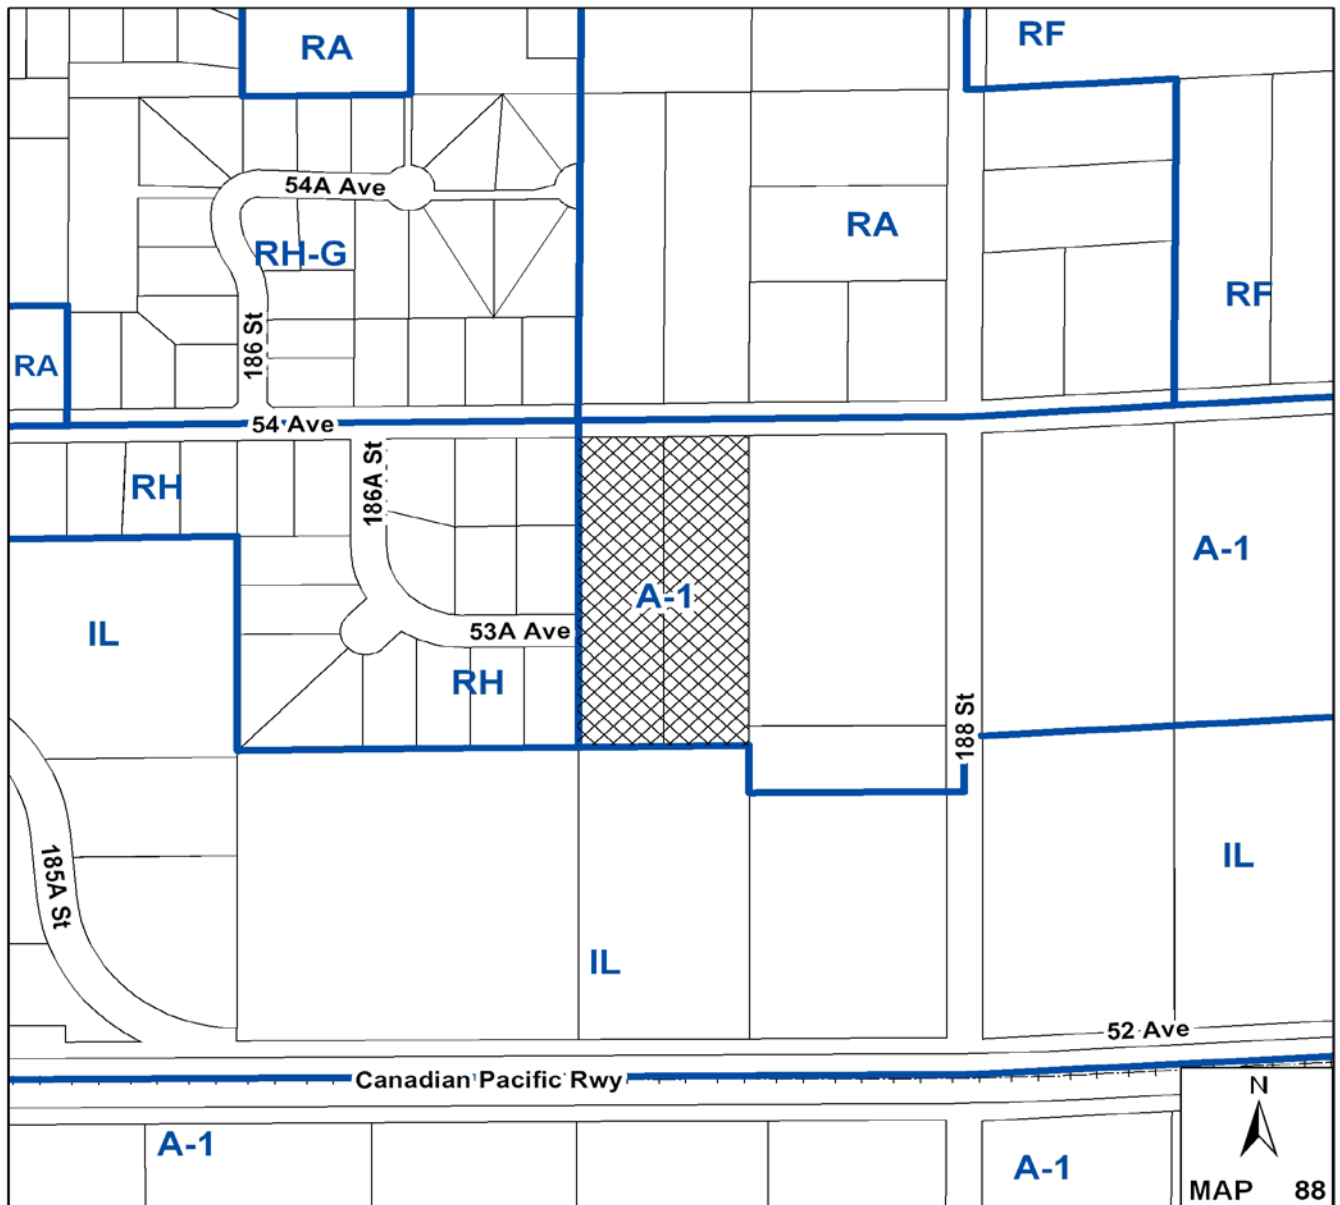 RF
RA
54A Ave
RA
RH-G
RF
186 St
RA
54 Ave
186A St
RH
A-1
A-1
IL
53A Ave
RH
188 St
185A St
IL
IL
52 Ave
Canadian Pacific Rwy
N
A-1
A-1
MAP 88